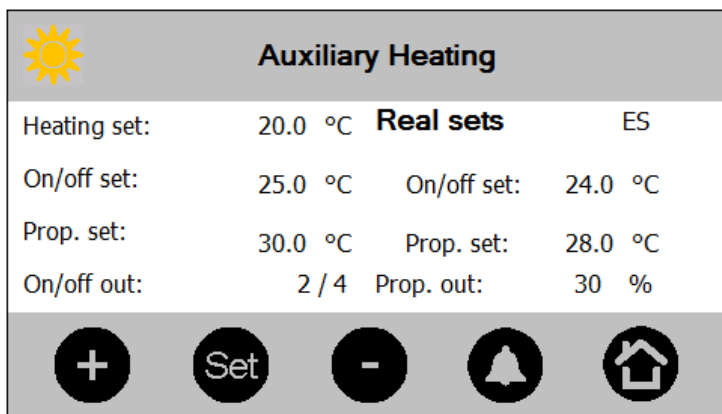 Auxiliary Heating
Heating set: 20.0 °C Real sets ES
On/off set: 25.0 °C On/off set: 24.0 °C
Prop. set: 30.0 °C Prop. set: 28.0 °C
On/off out: 2 / 4 Prop. out: 30 %
+ Set -